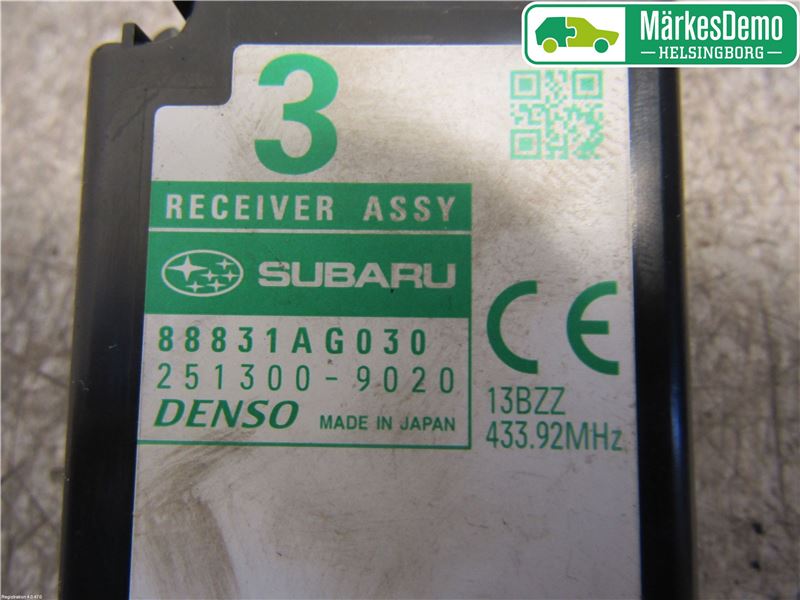 MärkesDemo
HELSINGBORG
3
RECEIVER ASSY
SUBARU
88831AG030
251300-9020
DENSO MADE IN JAPAN
CE
13BZZ
433.92MHz